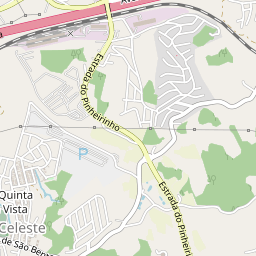 Estrada do Pinheirinho
P
Estrada do Pinheiri
Quinta
Vista
Celeste
de São Bent